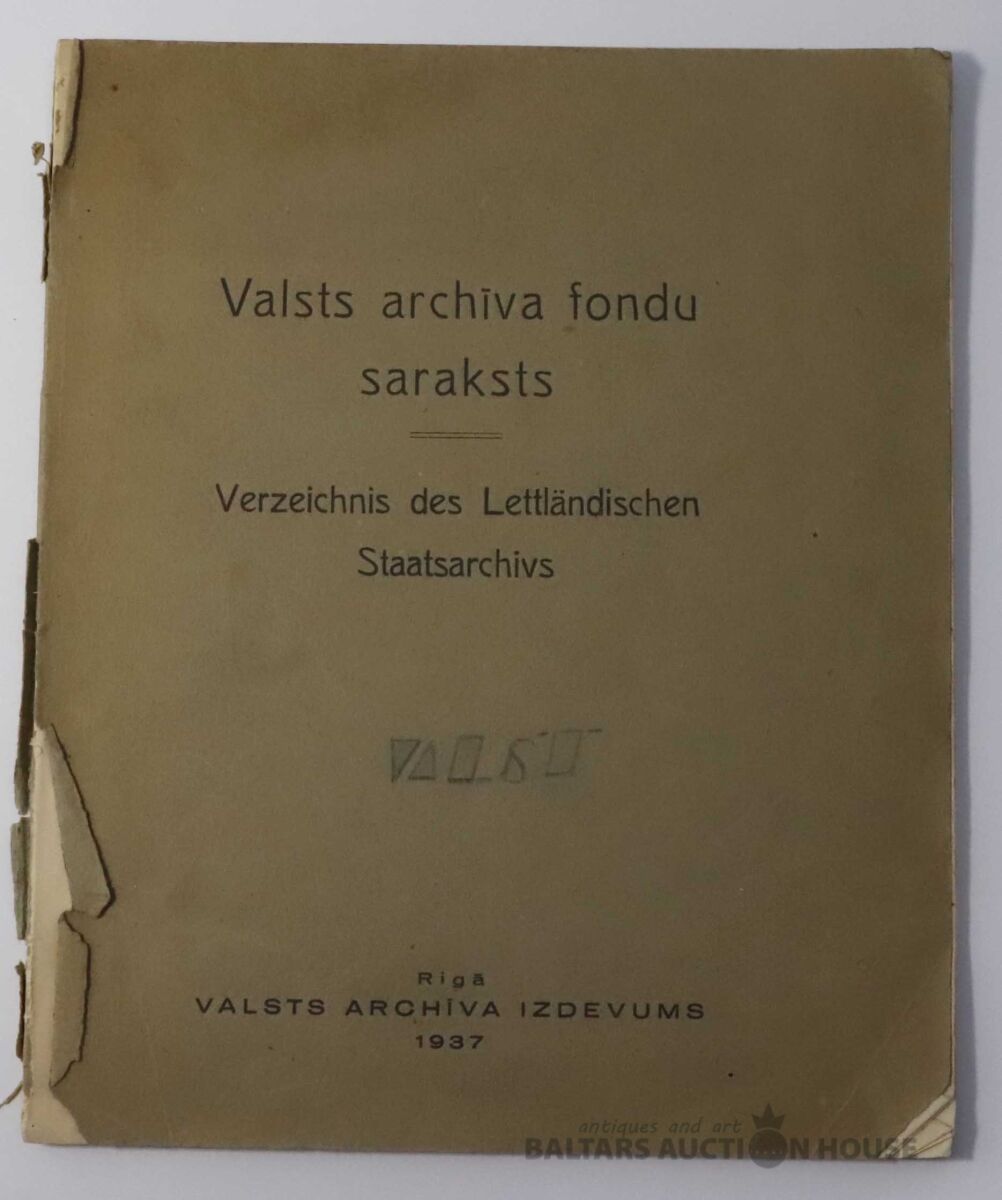 Valsts archīva fondu
saraksts
Verzeichnis des Lettländischen
Staatsarchivs
Rīgā
VALSTS ARCHĪVA IZDEVUMS
1937
antiques and art
BALTARS AUCTION HOUSE